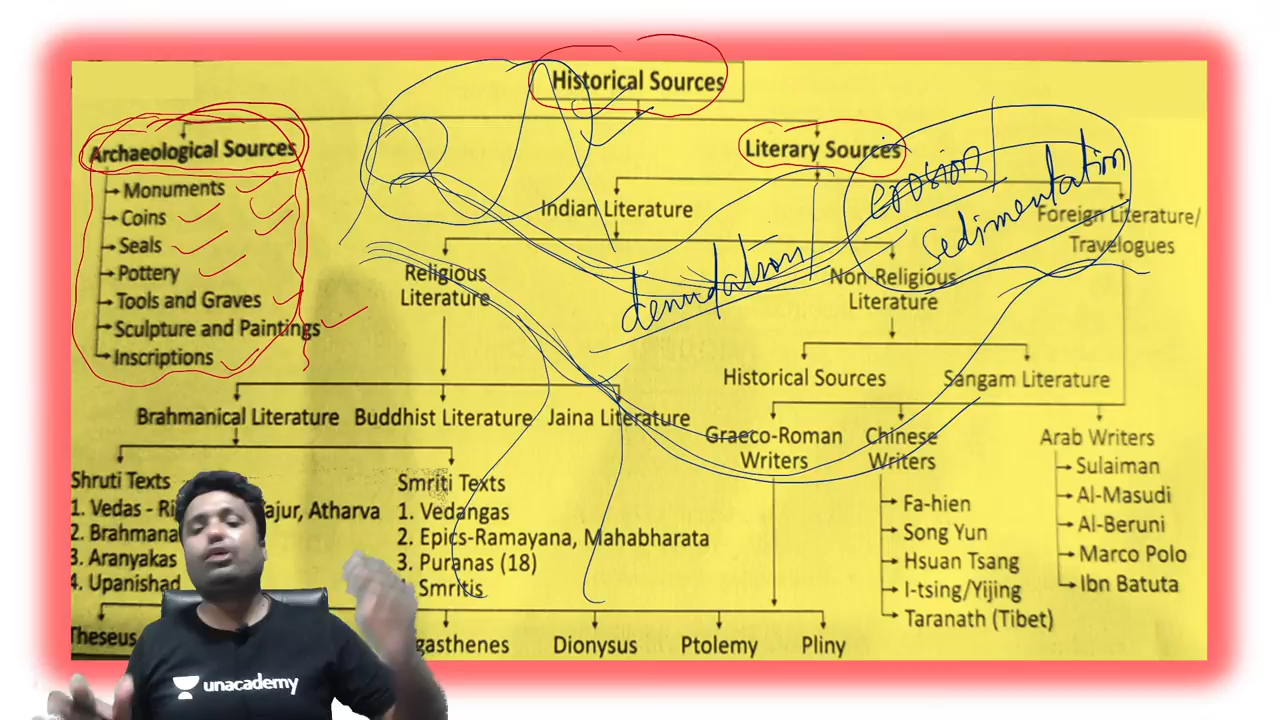 Historical Sources
Archaeological Sources
Monuments
Coins
Seals
Pottery
Tools and Graves
Sculpture and Paintings
Inscriptions
Literary Sources
erosion
sedimentation
denudation
Indian Literature
Foreign Literature/
Travelogues
Religious
Literature
Non-Religious
Literature
Historical Sources
Sangam Literature
Brahmanical Literature
Buddhist Literature
Jaina Literature
Shruti Texts
1. Vedas - Atharva
2. Brahmana
3. Aranyakas
4. Upanishad
Smriti Texts
1. Vedangas
2. Epics-Ramayana, Mahabharata
3. Puranas (18)
Smritis
Graeco-Roman
Writers
Chinese
Writers
Fa-hien
Song Yun
Hsuan Tsang
I-tsing/Yijing
Taranath (Tibet)
Arab Writers
Sulaiman
Al-Masudi
Al-Beruni
Marco Polo
Ibn Batuta
Theseus
gasthenes
Dionysus
Ptolemy
Pliny
unacademy